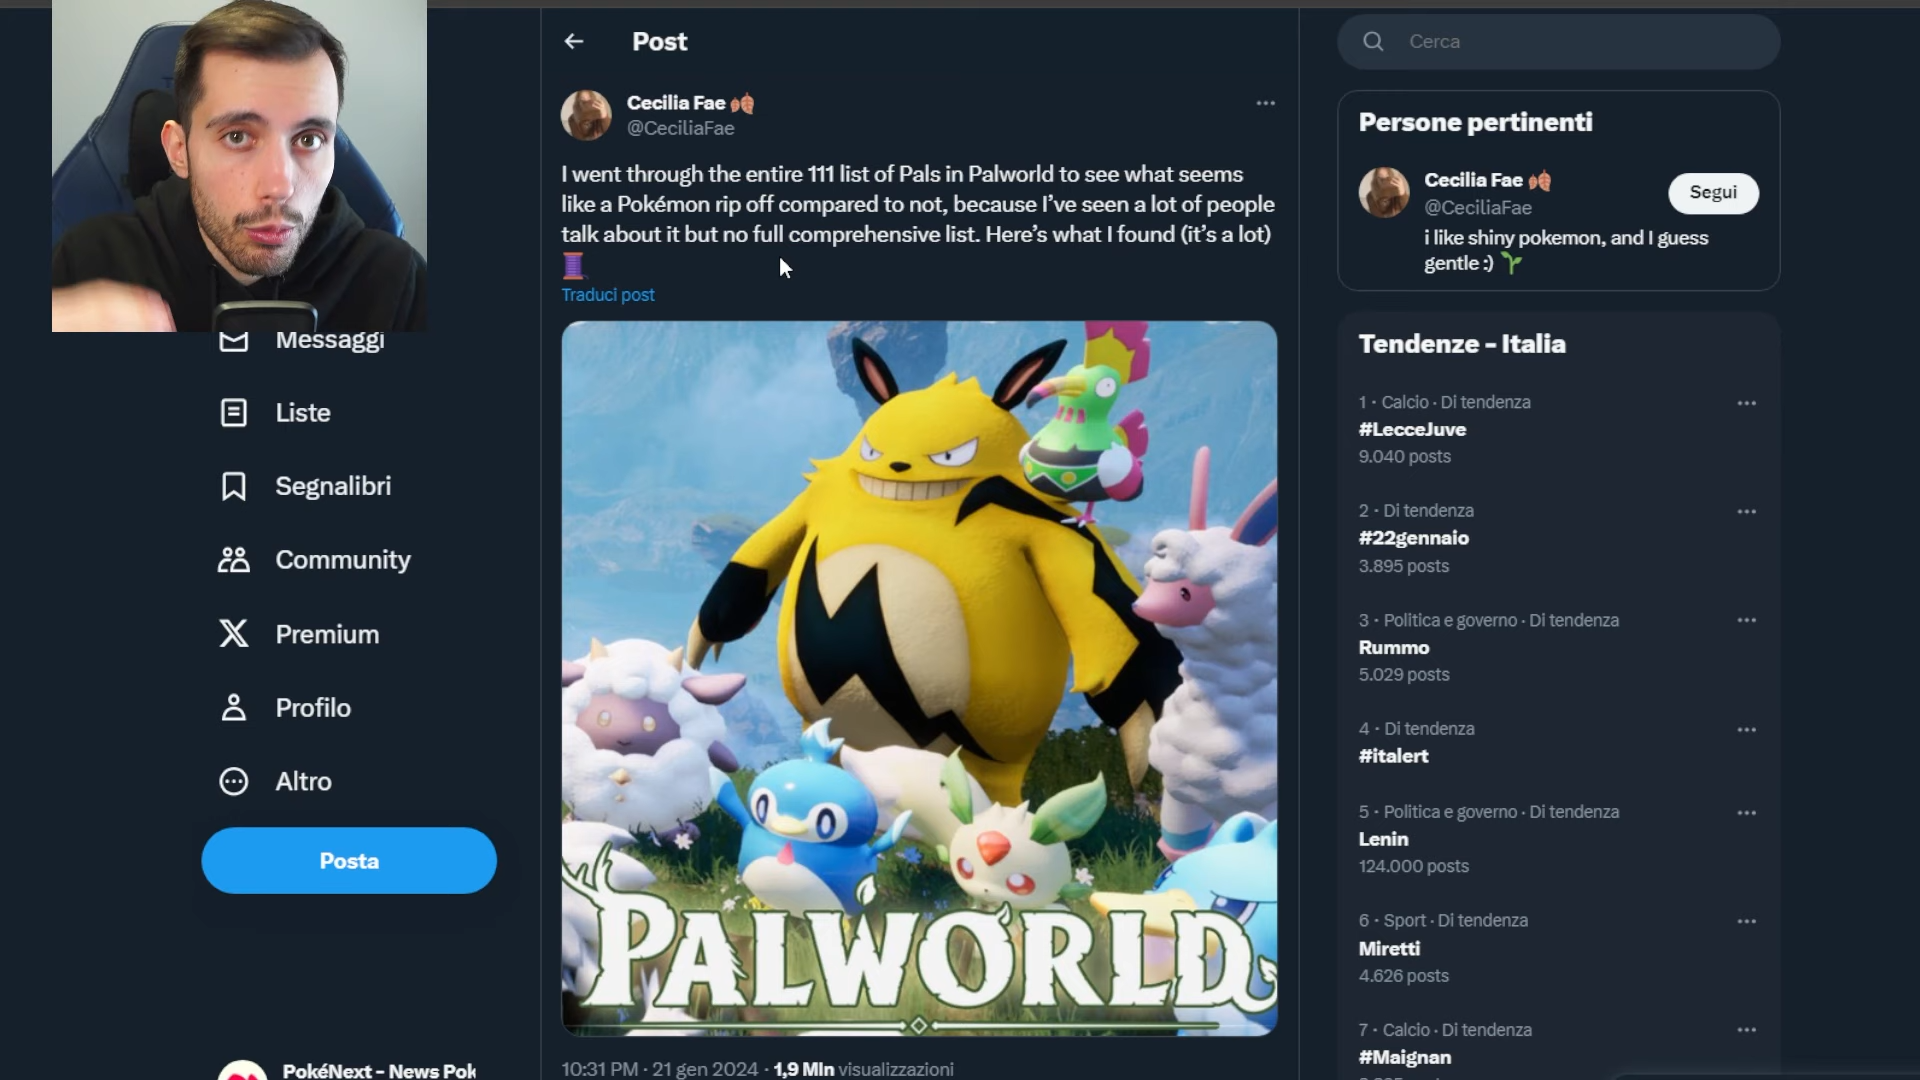 Post
Cecilia Fae
@CeciliaFae
I went through the entire 111 list of Pals in Palworld to see what seems
like a Pokémon rip off compared to not, because I've seen a lot of people
talk about it but no full comprehensive list. Here's what I found (it's a lot)
Traduci post
PALWORLD
10:31 PM · 21 gen 2024 · 1,9 Mln visualizzazioni
Messaggi
Liste
Segnalibri
Community
Premium
Profilo
Altro
Posta
PokéNext - News Pok
Cerca
Persone pertinenti
Cecilia Fae
@CeciliaFae
Segui
i like shiny pokemon, and I guess
gentle :)
Tendenze - Italia
1 · Calcio · Di tendenza
#LecceJuve
9.040 posts
2 · Di tendenza
#22gennaio
3.895 posts
3 · Politica e governo · Di tendenza
Rummo
5.029 posts
4 · Di tendenza
#italert
5 · Politica e governo · Di tendenza
Lenin
124.000 posts
6 · Sport · Di tendenza
Miretti
4.626 posts
7 · Calcio · Di tendenza
#Maignan